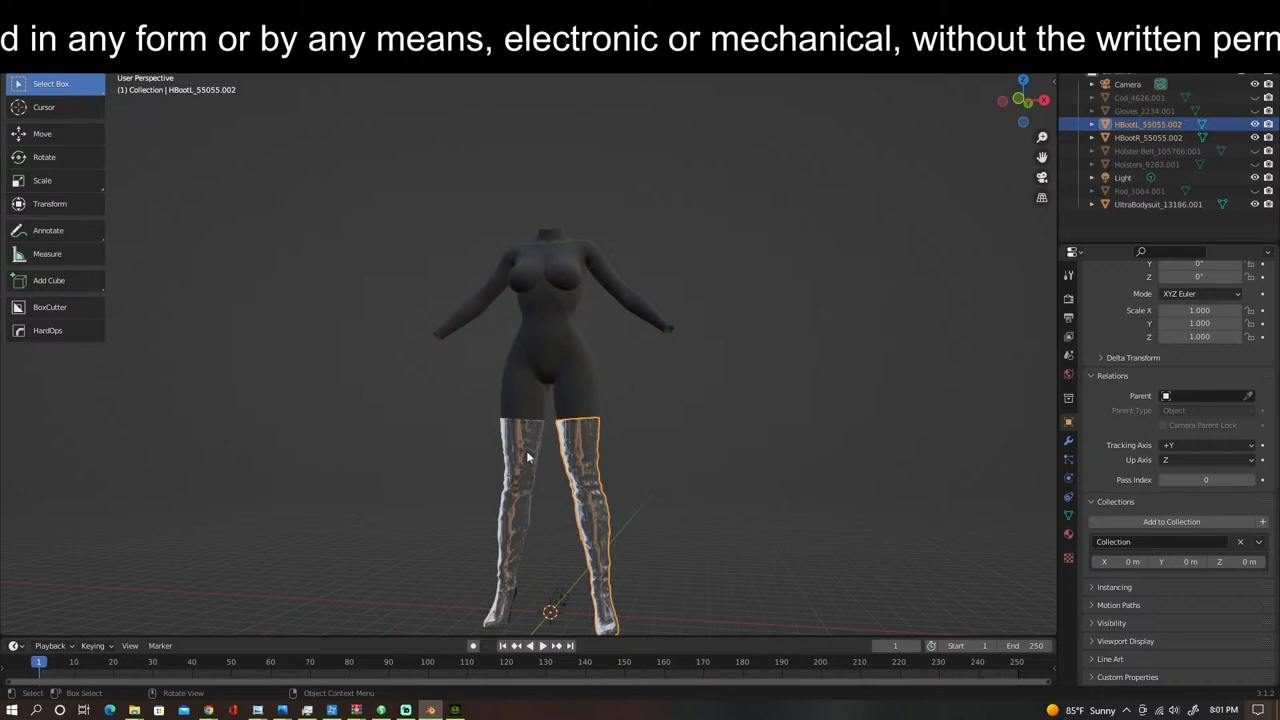 d in any form or by any means, electronic or mechanical, without the written perm
Select Box
Cursor
Move
Rotate
Scale
Transform
Annotate
Measure
Add Cube
BoxCutter
HardOps
User Perspective
(1) Collection | HBootL_55055.002
Z
X
Y
Camera
Cod_4626.001
Gloves_2234.001
HBootL_55055.002
HBootR_55055.002
Holster Belt_105766.001
Holsters_9283.001
Light
Rod_3064.001
UltraBodysuit_13186.001
Y 0°
Z 0°
Mode XYZ Euler
Scale X 1.000
Y 1.000
Z 1.000
Delta Transform
Relations
Parent
Parent Type Object
Camera Parent Lock
Tracking Axis +Y
Up Axis Z
Pass Index 0
Collections
Add to Collection +
Collection
X 0 m Y 0 m Z 0 m
Instancing
Motion Paths
Visibility
Viewport Display
Line Art
Custom Properties
Playback Keying View Marker
1 Start 1 End 250
1 10 20 30 40 50 60 70 80 90 100 110 120 130 140 150 160 170 180 190 200 210 220 230 240 250
Select Box Select Rotate View Object Context Menu 3.1.2
85°F Sunny 8:01 PM